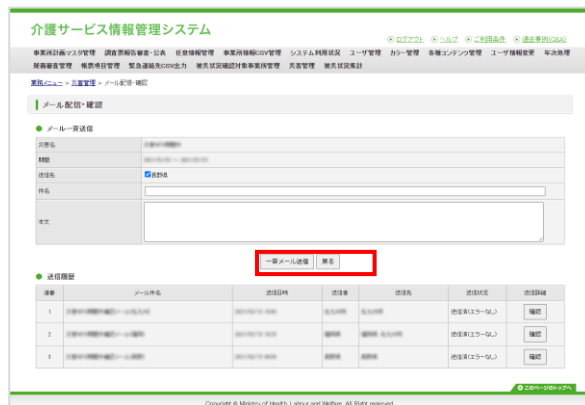 介護サービス情報管理システム
ログアウト ヘルプ ご利用条件 過去事例(Q&A)
事業所計画マスタ管理 調査票報告審査・公表 任意情報管理 事業所情報CSV管理 システム利用状況 ユーザ管理 カラー管理 各種コンテンツ管理 ユーザ情報変更 年次処理
疑義審査管理 帳票項目管理 緊急連絡先CSV出力 被災状況確認対象事業所管理 災害管理 被災状況集計
業務メニュー > 災害管理 > メール配信・確認
メール配信・確認
メール一斉送信
災害名
期間
送信先 長野県
件名
本文
一斉メール送信 戻る
送信履歴
項番 メール件名 送信日時 送信者 送信先 送信状況 送信詳細
1 送信済(エラーなし) 確認
2 送信済(エラーなし) 確認
3 送信済(エラーなし) 確認
このページのトップへ
Copyright © Ministry of Health, Labour and Welfare, All Right reserved.